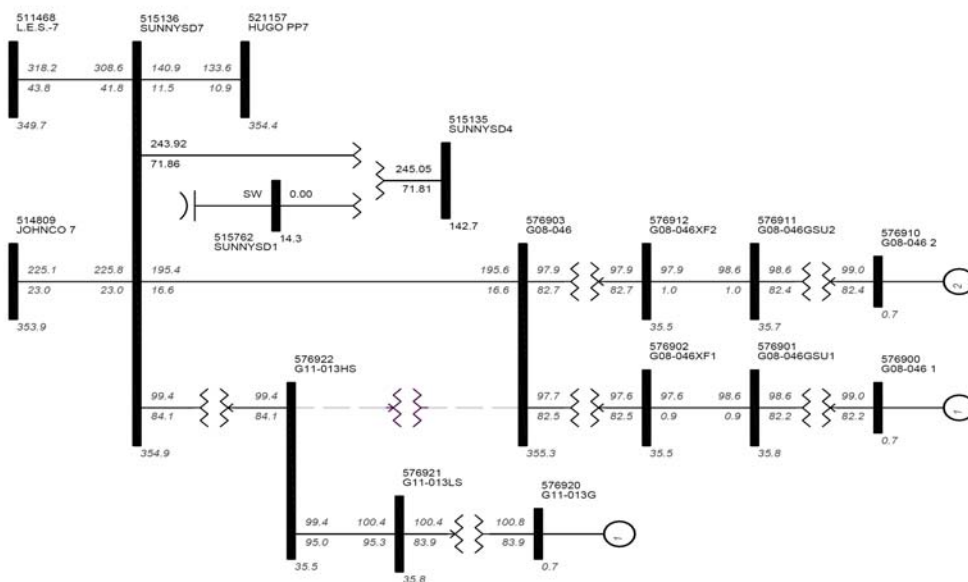 511468
L.E.S.-7
515136
SUNNYSD7
521157
HUGO PP7
318.2 308.6 140.9 133.6
43.8 41.8 11.5 10.9
349.7 354.4
515135
SUNNYSD4
243.92
71.86
245.05
71.81
SW 0.00
515762 14.3
SUNNYSD1
142.7
514809
JOHNCO 7
576903
G08-046
576912
G08-046XF2
576911
G08-046GSU2
576910
G08-046 2
225.1 225.8 195.4 195.6 97.9 97.9 97.9 98.6 98.6 99.0
23.0 23.0 16.6 16.6 82.7 82.7 1.0 1.0 82.4 82.4
2
353.9 35.5 35.7 0.7
576922
G11-013HS
576902
G08-046XF1
576901
G08-046GSU1
576900
G08-046 1
99.4 99.4 97.7 97.6 97.6 98.6 98.6 99.0
84.1 84.1 82.5 82.5 0.9 0.9 82.2 82.2
1
354.9 355.3 35.5 35.8 0.7
576921
G11-013LS
576920
G11-013G
99.4 100.4 100.4 100.8
95.0 95.3 83.9 83.9
1
35.5 35.8 0.7